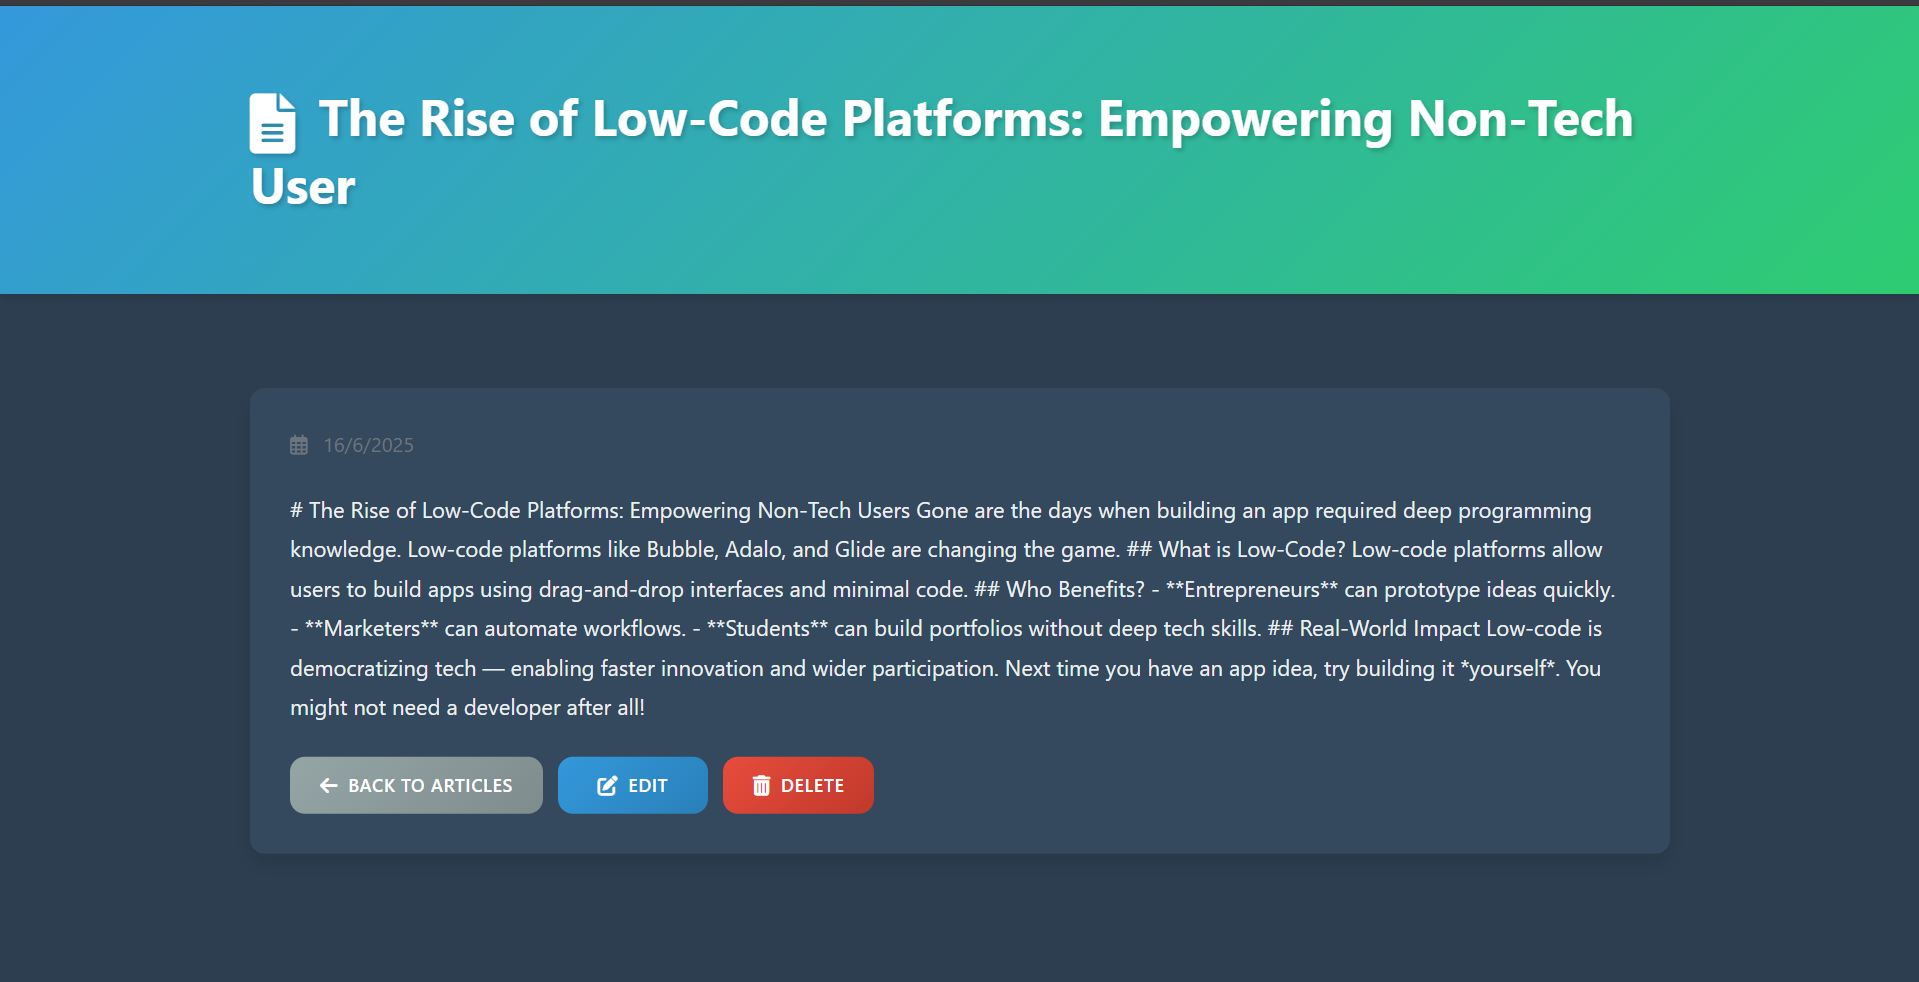 The Rise of Low-Code Platforms: Empowering Non-Tech
User
16/6/2025
# The Rise of Low-Code Platforms: Empowering Non-Tech Users Gone are the days when building an app required deep programming
knowledge. Low-code platforms like Bubble, Adalo, and Glide are changing the game. ## What is Low-Code? Low-code platforms allow
users to build apps using drag-and-drop interfaces and minimal code. ## Who Benefits? - **Entrepreneurs** can prototype ideas quickly.
- **Marketers** can automate workflows. - **Students** can build portfolios without deep tech skills. ## Real-World Impact Low-code is
democratizing tech — enabling faster innovation and wider participation. Next time you have an app idea, try building it *yourself*. You
might not need a developer after all!
BACK TO ARTICLES
EDIT
DELETE